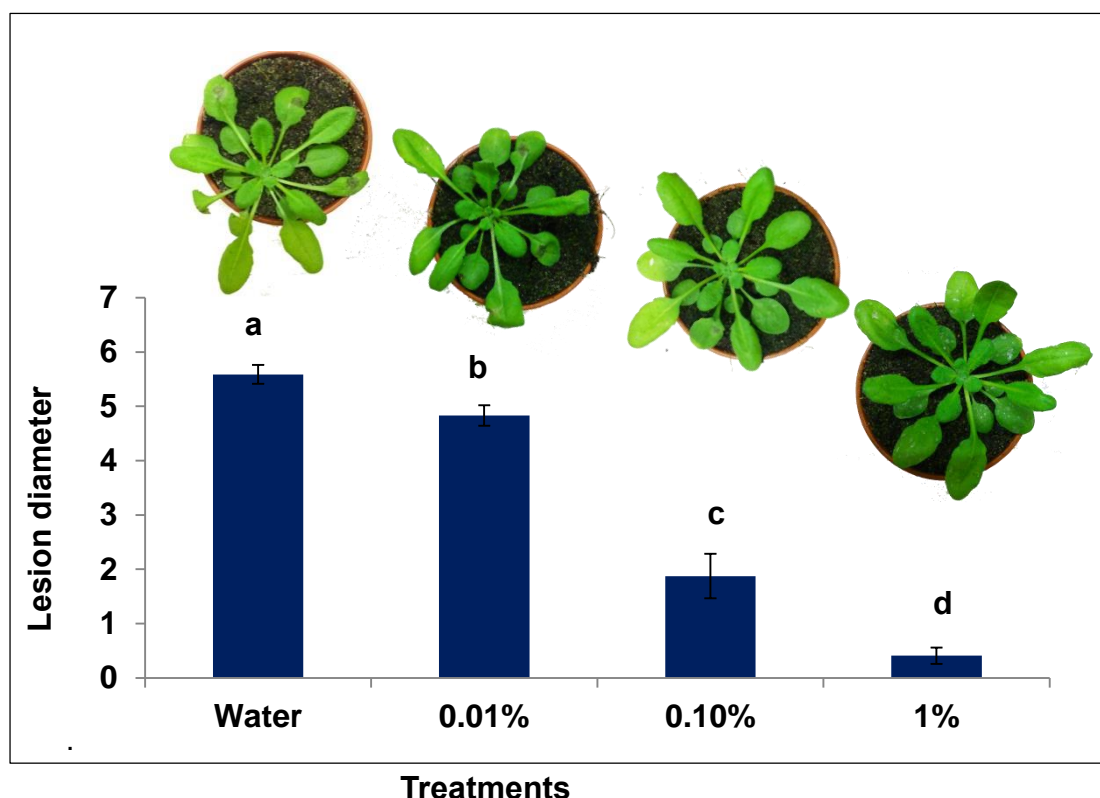 7
a
6
b
5
4
c
3
2
d
1
0
Lesion diameter
Water 0.01% 0.10% 1%
.
Treatments